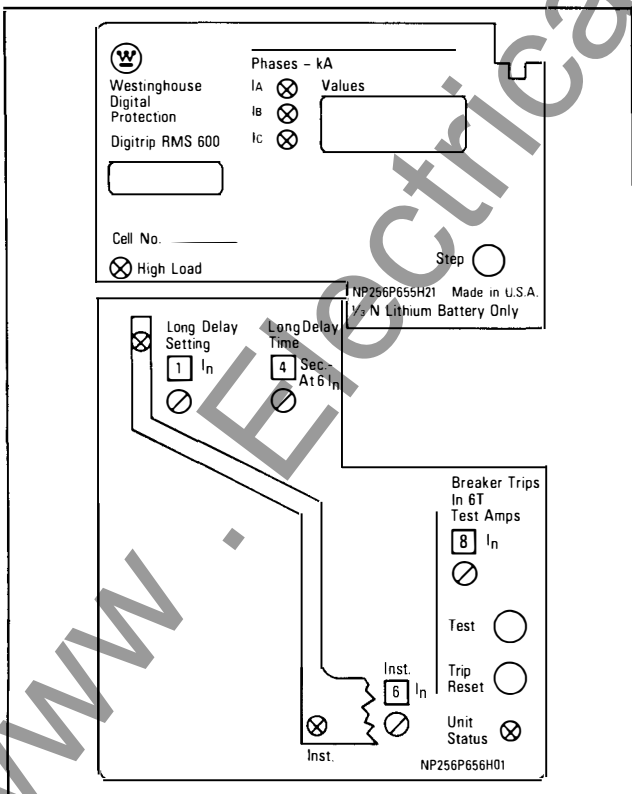 W
Westinghouse
Digital
Protection
Digitrip RMS 600
Phases – kA
IA
IB
IC
Values
Cell No.
High Load
Step
NP256P655H21 Made in U.S.A.
⅓ N Lithium Battery Only
Long Delay
Setting
1 In
Long Delay
Time
4 Sec.-
At 6 In
Breaker Trips
In 6T
Test Amps
8 In
Test
Trip
Reset
Unit
Status
Inst.
6 In
Inst.
NP256P656H01
www . Electrica